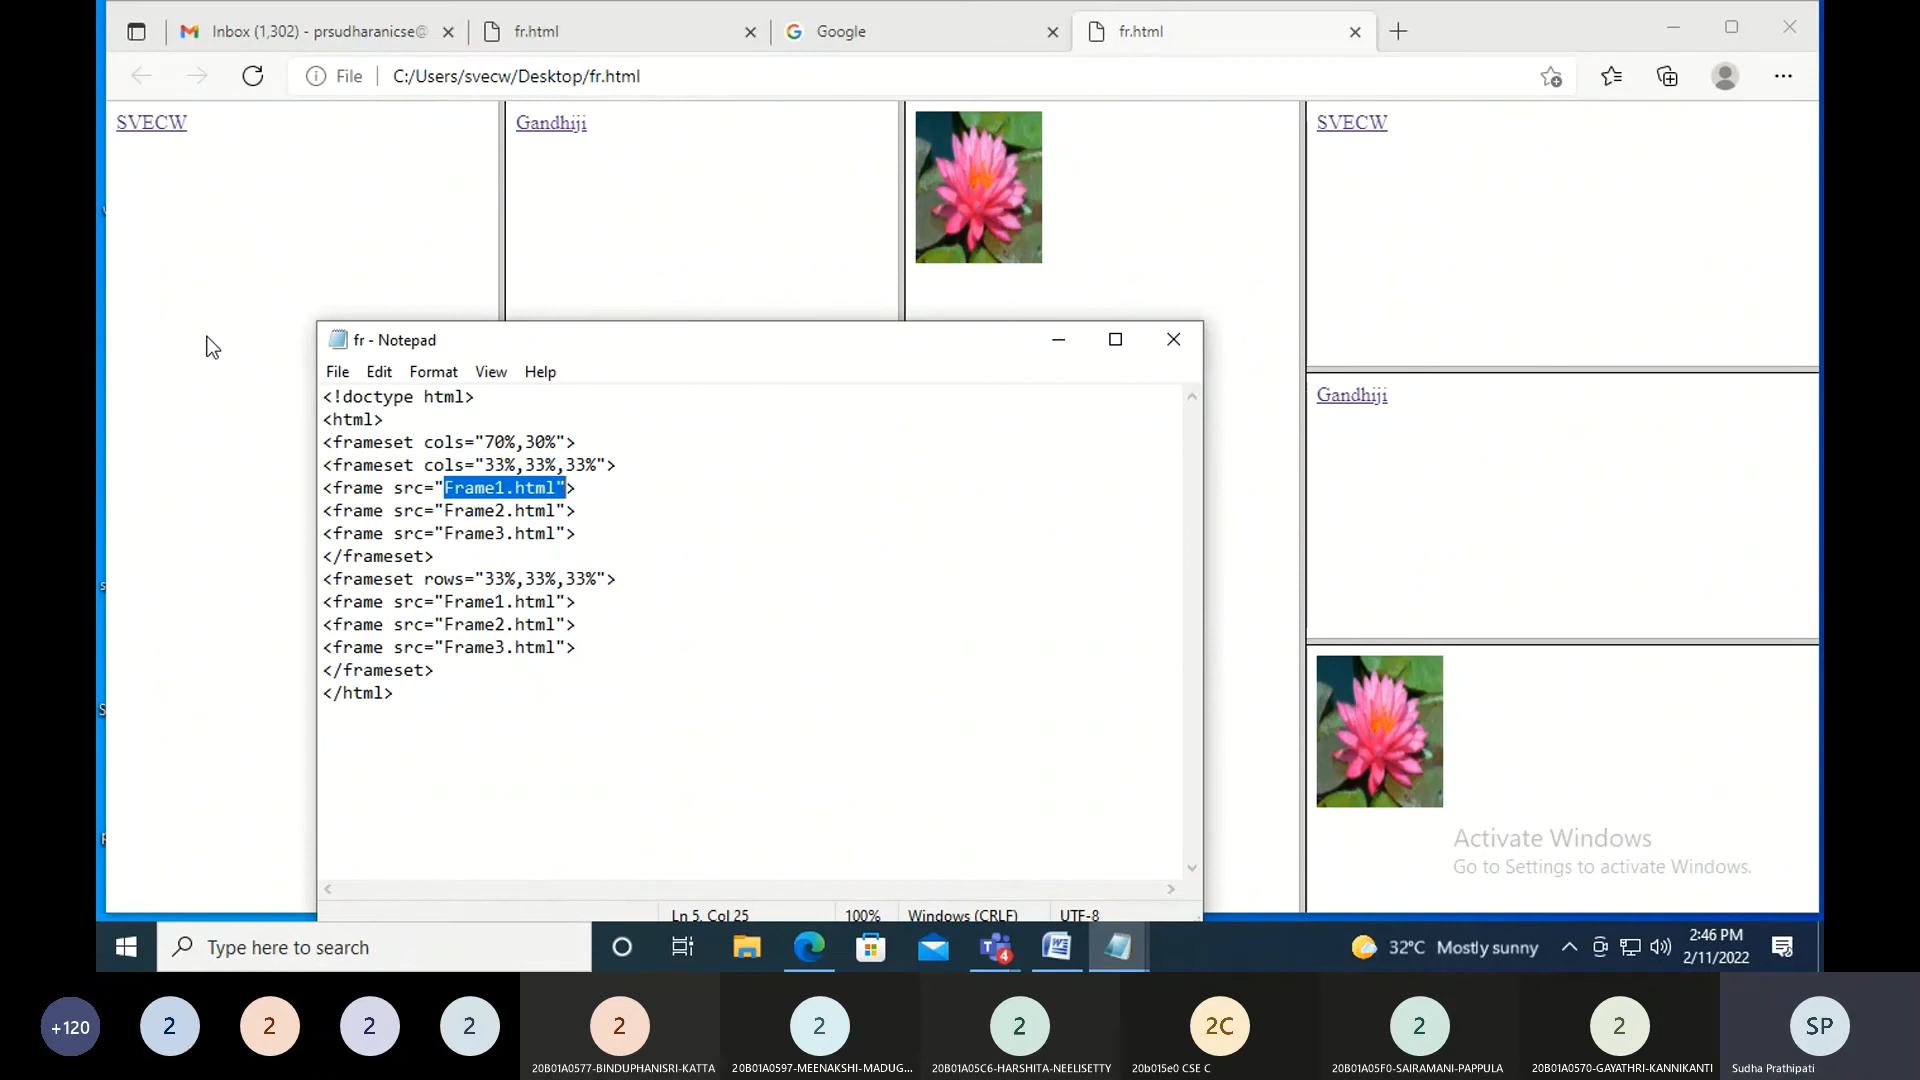 Inbox (1,302) - prsudharanicse@
fr.html
Google
fr.html
File
C:/Users/svecw/Desktop/fr.html
SVECW
Gandhiji
SVECW
Gandhiji
fr - Notepad
File Edit Format View Help
<!doctype html>
<html>
<frameset cols="70%,30%">
<frameset cols="33%,33%,33%">
<frame src="Frame1.html">
<frame src="Frame2.html">
<frame src="Frame3.html">
</frameset>
<frameset rows="33%,33%,33%">
<frame src="Frame1.html">
<frame src="Frame2.html">
<frame src="Frame3.html">
</frameset>
</html>
Activate Windows
Go to Settings to activate Windows.
Ln 5, Col 25 100% Windows (CRLF) UTF-8
Type here to search
4
32°C Mostly sunny
2:46 PM
2/11/2022
+120
2
2
2
2
2
2
2
2C
2
2
SP
20B01A0577-BINDUPHANISRI-KATTA
20B01A0597-MEENAKSHI-MADUG...
20B01A05C6-HARSHITA-NEELISETTY
20b015e0 CSE C
20B01A05F0-SAIRAMANI-PAPPULA
20B01A0570-GAYATHRI-KANNIKANTI
Sudha Prathipati